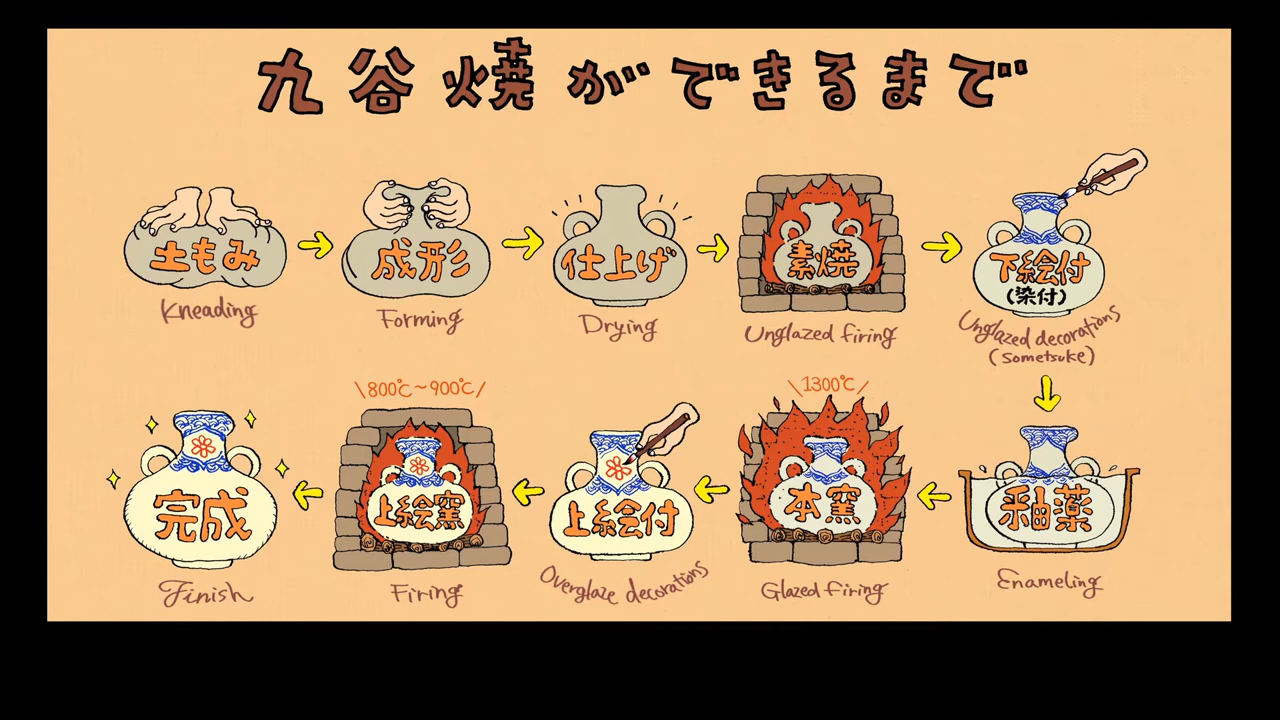 九谷焼ができるまで
土もみ
Kneading
成形
Forming
仕上げ
Drying
素焼
Unglazed firing
下絵付
(染付)
Unglazed decorations
(Sometsuke)
釉薬
Enameling
1300℃
本窯
Glazed firing
上絵付
Overglaze decorations
800℃~900℃
上絵窯
Firing
完成
Finish